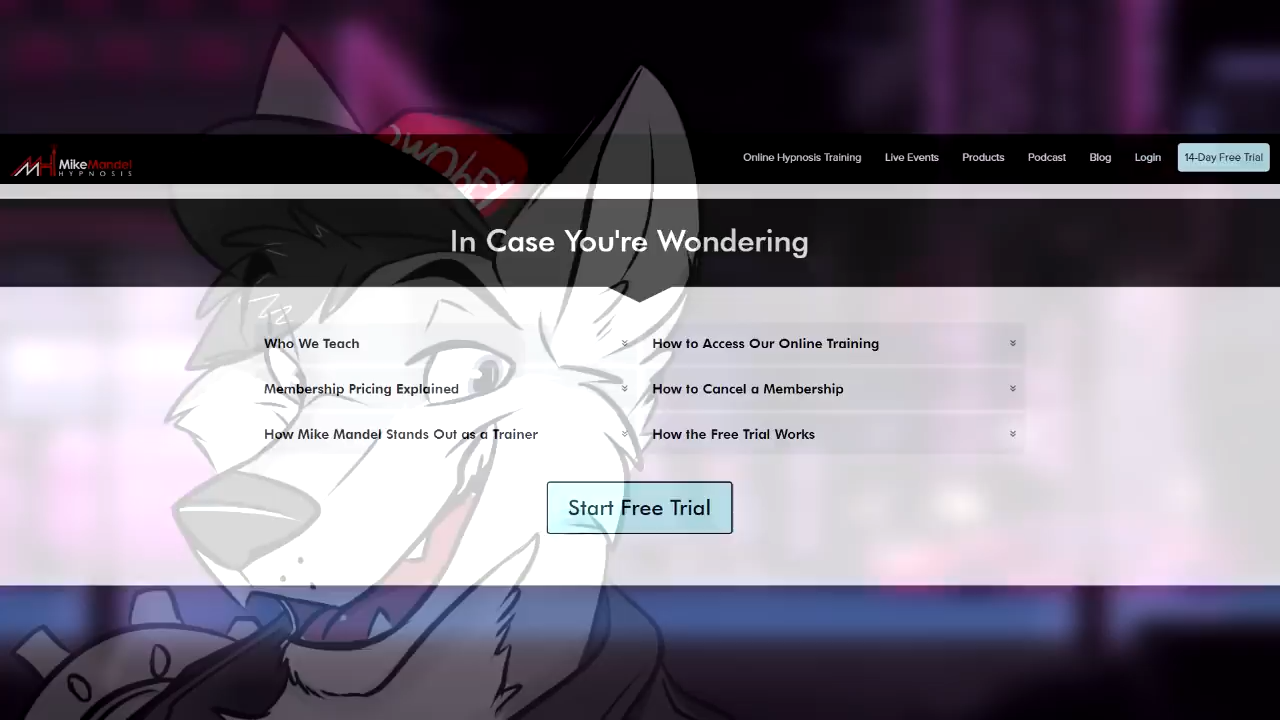 OwObey
MikeMandel
HYPNOSIS
Online Hypnosis Training
Live Events
Products
Podcast
Blog
Login
14-Day Free Trial
In Case You're Wondering
Who We Teach
How to Access Our Online Training
Membership Pricing Explained
How to Cancel a Membership
How Mike Mandel Stands Out as a Trainer
How the Free Trial Works
Start Free Trial